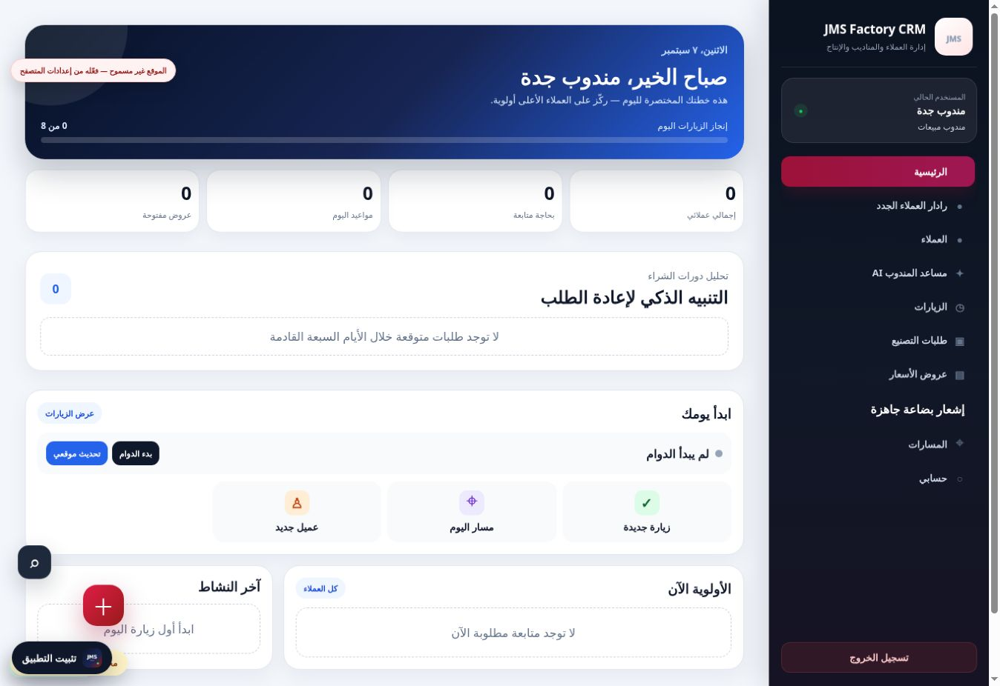 JMS
JMS Factory CRM
إدارة العملاء والمناديب والإنتاج
المستخدم الحالي
مندوب جدة
مندوب مبيعات
الرئيسية
رادار العملاء الجدد
العملاء
مساعد المندوب AI
الزيارات
طلبات التصنيع
عروض الأسعار
إشعار بضاعة جاهزة
المسارات
حسابي
تسجيل الخروج
الاثنين، ٧ سبتمبر
صباح الخير، مندوب جدة
هذه خطتك المختصرة لليوم — ركّز على العملاء الأعلى أولوية.
إنجاز الزيارات اليوم
0 من 8
الموقع غير مسموح — فعّله من إعدادات المتصفح
0
إجمالي عملائي
0
بحاجة متابعة
0
مواعيد اليوم
0
عروض مفتوحة
تحليل دورات الشراء
التنبيه الذكي لإعادة الطلب
0
لا توجد طلبات متوقعة خلال الأيام السبعة القادمة
ابدأ يومك
عرض الزيارات
لم يبدأ الدوام
بدء الدوام
تحديث موقعي
زيارة جديدة
مسار اليوم
عميل جديد
الأولوية الآن
كل العملاء
لا توجد متابعة مطلوبة الآن
آخر النشاط
ابدأ أول زيارة اليوم
JMS
تثبيت التطبيق